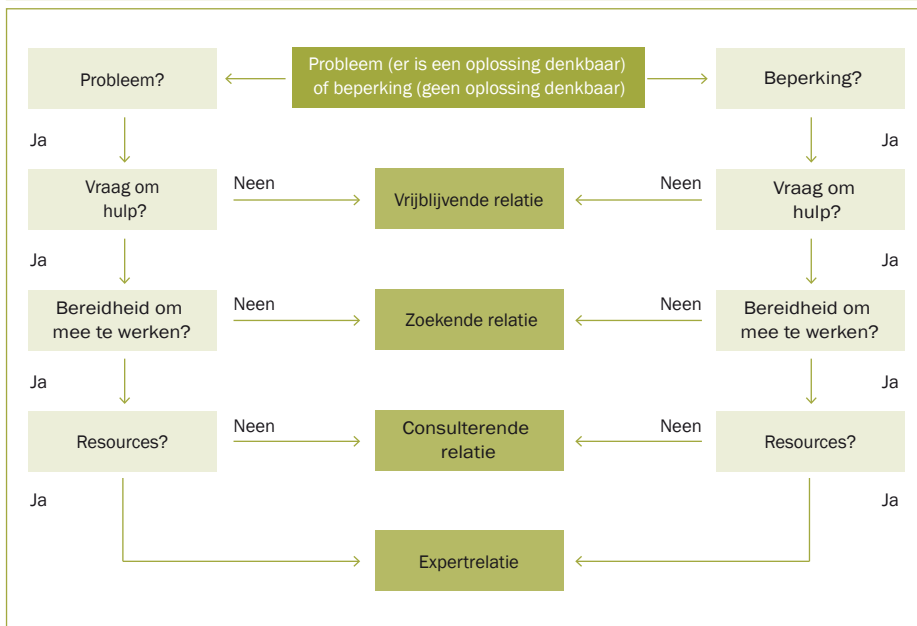 Probleem?
Probleem (er is een oplossing denkbaar)
of beperking (geen oplossing denkbaar)
Beperking?
Ja
Ja
Vraag om
hulp?
Neen
Vrijblijvende relatie
Neen
Vraag om
hulp?
Ja
Ja
Bereidheid om
mee te werken?
Neen
Zoekende relatie
Neen
Bereidheid om
mee te werken?
Ja
Ja
Resources?
Neen
Consulterende
relatie
Neen
Resources?
Ja
Ja
Expertrelatie